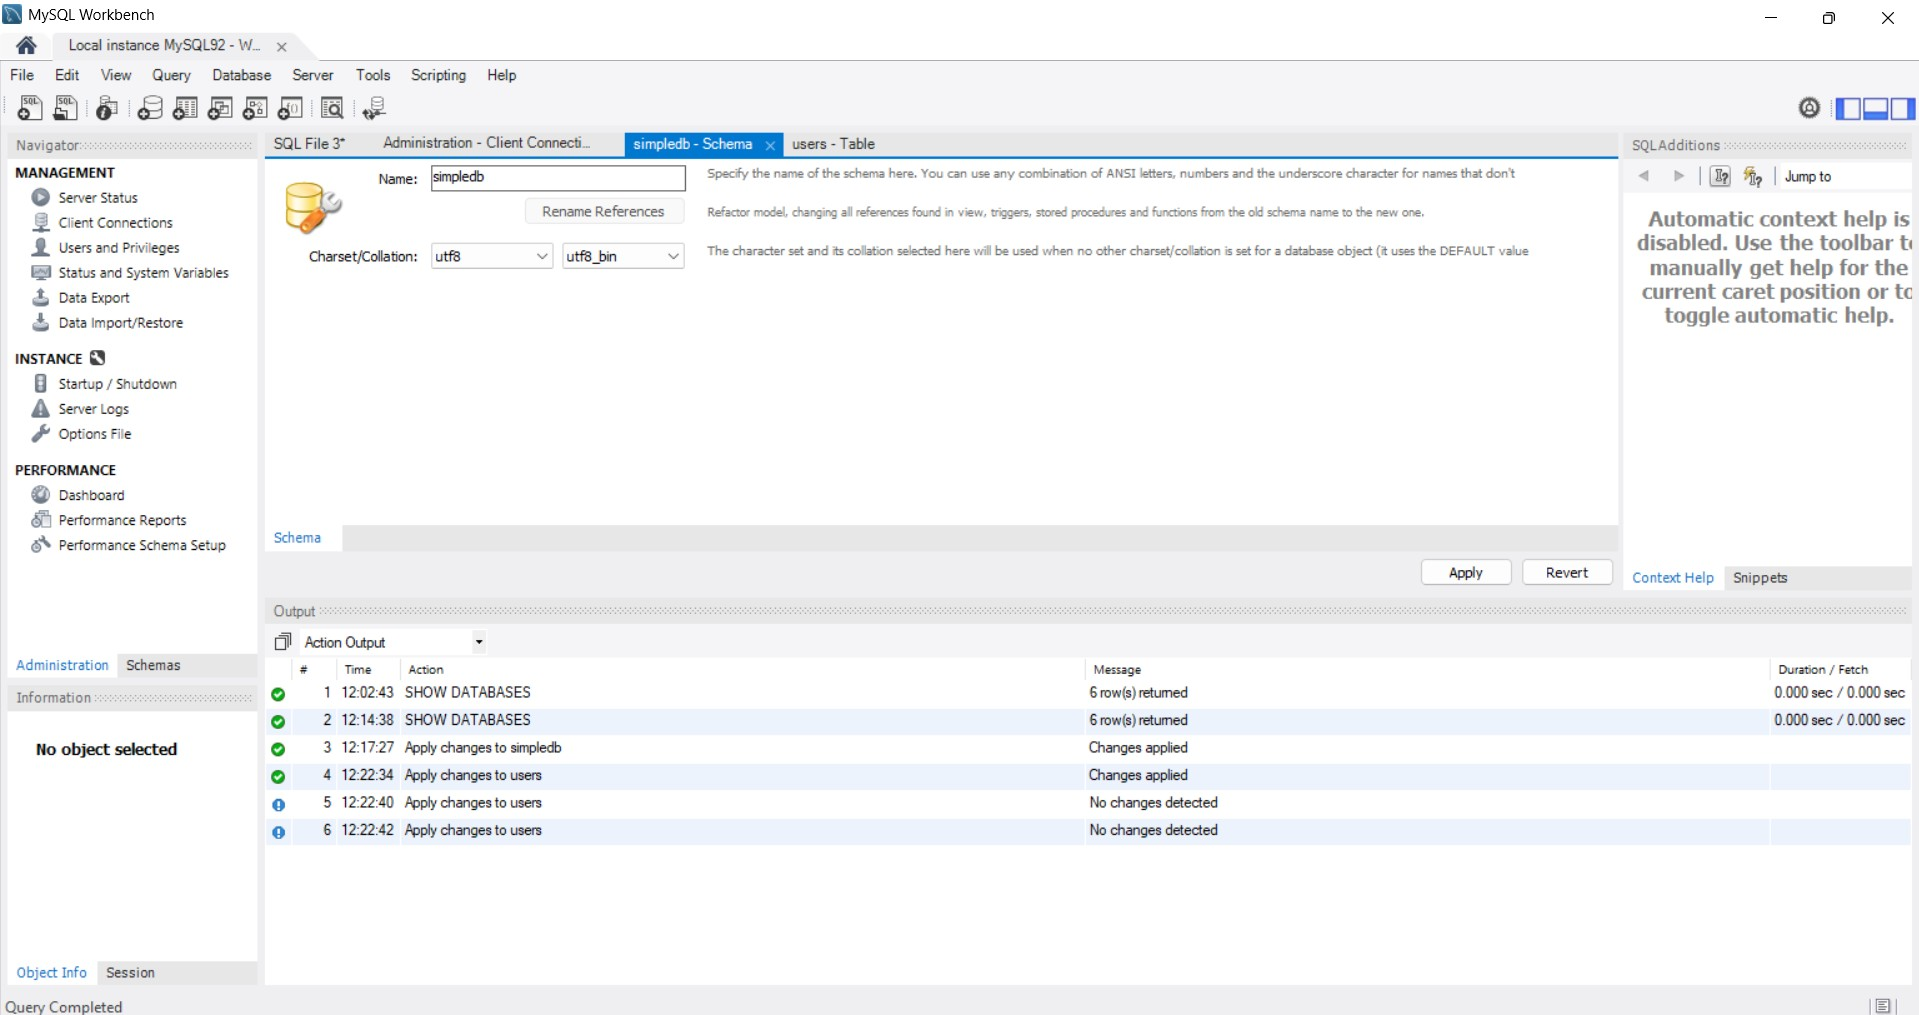 MySQL Workbench
Local instance MySQL92 - W...
File Edit View Query Database Server Tools Scripting Help
Navigator
MANAGEMENT
Server Status
Client Connections
Users and Privileges
Status and System Variables
Data Export
Data Import/Restore
INSTANCE
Startup / Shutdown
Server Logs
Options File
PERFORMANCE
Dashboard
Performance Reports
Performance Schema Setup
Administration Schemas
Information
No object selected
Object Info Session
Query Completed
SQL File 3* Administration - Client Connecti... simpledb - Schema users - Table
Name: simpledb
Specify the name of the schema here. You can use any combination of ANSI letters, numbers and the underscore character for names that don't
Rename References
Refactor model, changing all references found in view, triggers, stored procedures and functions from the old schema name to the new one.
Charset/Collation: utf8 utf8_bin
The character set and its collation selected here will be used when no other charset/collation is set for a database object (it uses the DEFAULT value
Schema
Apply Revert
Output
Action Output
# Time Action Message Duration / Fetch
1 12:02:43 SHOW DATABASES 6 row(s) returned 0.000 sec / 0.000 sec
2 12:14:38 SHOW DATABASES 6 row(s) returned 0.000 sec / 0.000 sec
3 12:17:27 Apply changes to simpledb Changes applied
4 12:22:34 Apply changes to users Changes applied
5 12:22:40 Apply changes to users No changes detected
6 12:22:42 Apply changes to users No changes detected
SQLAdditions
Jump to
Automatic context help is
disabled. Use the toolbar to
manually get help for the
current caret position or to
toggle automatic help.
Context Help Snippets